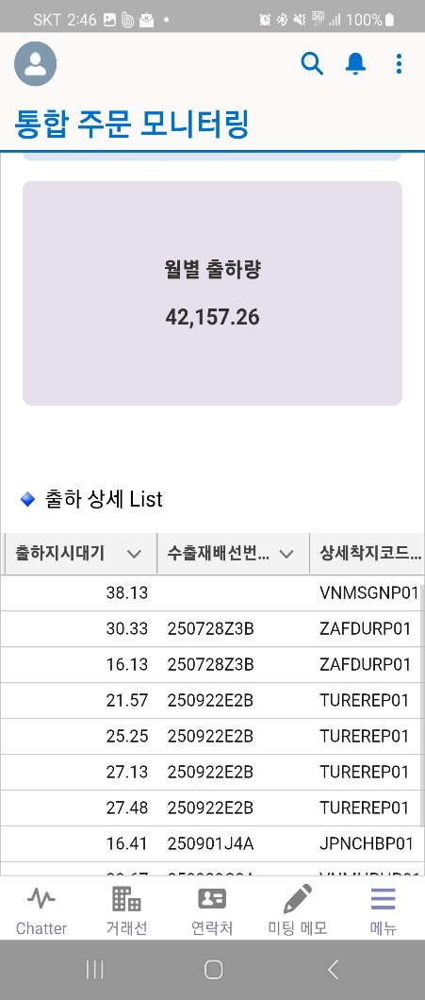 SKT 2:46 5G 100%
통합 주문 모니터링
월별 출하량
42,157.26
출하 상세 List
출하지시대기 수출재배선번... 상세착지코드...
38.13 VNMSGNP01
30.33 250728Z3B ZAFDURP01
16.13 250728Z3B ZAFDURP01
21.57 250922E2B TUREREP01
25.25 250922E2B TUREREP01
27.13 250922E2B TUREREP01
27.48 250922E2B TUREREP01
16.41 250901J4A JPNCHBP01
Chatter 거래선 연락처 미팅 메모 메뉴